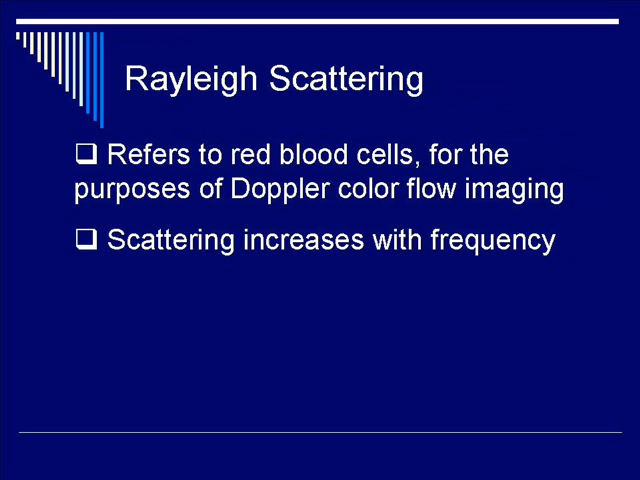 Rayleigh Scattering
❑ Refers to red blood cells, for the
purposes of Doppler color flow imaging
❑ Scattering increases with frequency